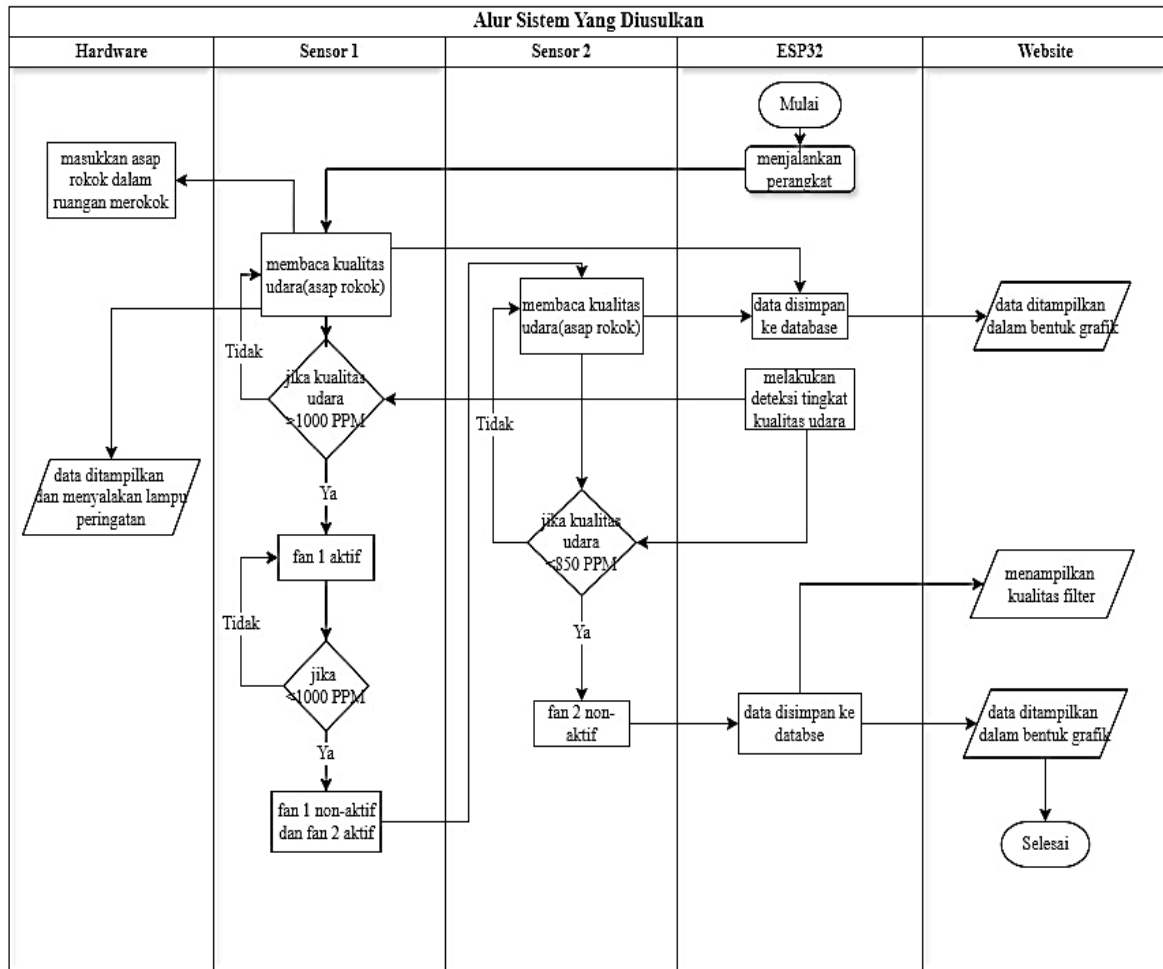 Alur Sistem Yang Diusulkan
Hardware
Sensor 1
Sensor 2
ESP32
Website
Mulai
menjalankan
perangkat
masukkan asap
rokok dalam
ruangan merokok
membaca kualitas
udara(asap rokok)
membaca kualitas
udara(asap rokok)
data disimpan
ke database
data ditampilkan
dalam bentuk grafik
Tidak
jika kualitas
udara
>1000 PPM
melakukan
deteksi tingkat
kualitas udara
Tidak
data ditampilkan
dan menyalakan lampu
peringatan
Ya
jika kualitas
udara
<850 PPM
fan 1 aktif
menampilkan
kualitas filter
Tidak
Ya
jika
<1000 PPM
fan 2 non-
aktif
data disimpan ke
databse
data ditampilkan
dalam bentuk grafik
Ya
fan 1 non-aktif
dan fan 2 aktif
Selesai